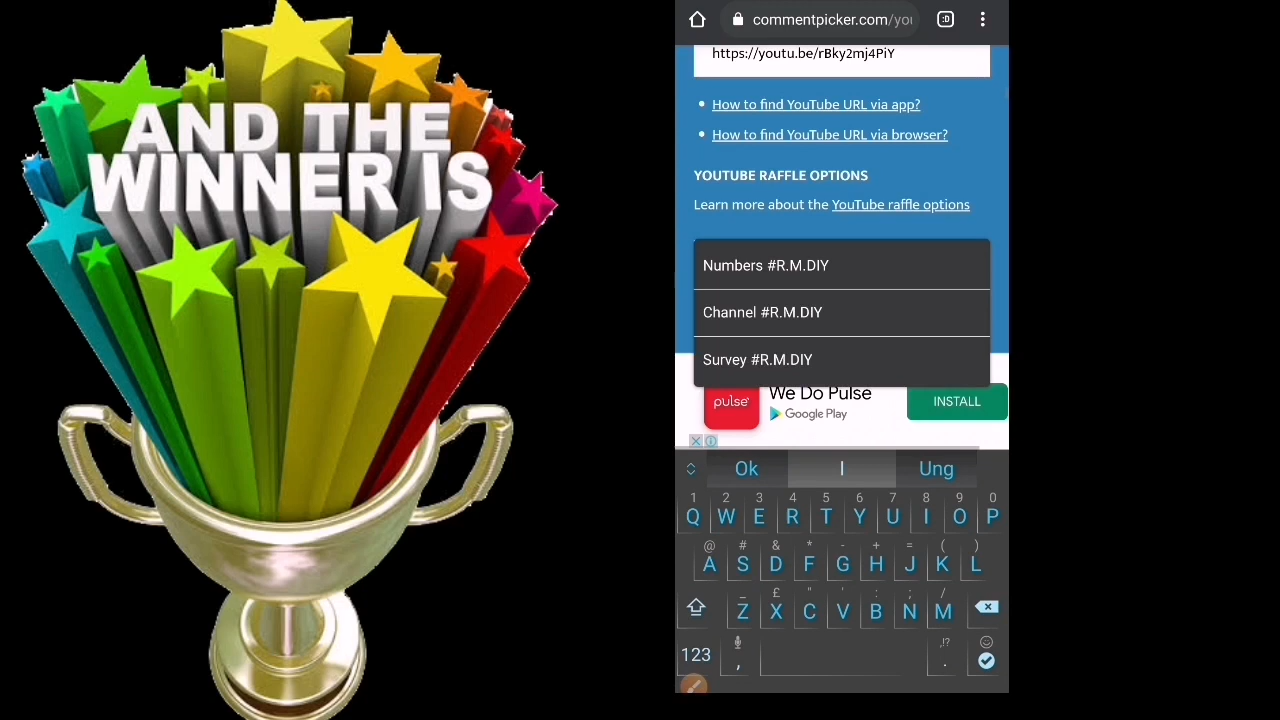 AND THE
WINNER IS
commentpicker.com/you
:D
https://youtu.be/rBky2mj4PiY
• How to find YouTube URL via app?
• How to find YouTube URL via browser?
YOUTUBE RAFFLE OPTIONS
Learn more about the YouTube raffle options
Numbers #R.M.DIY
Channel #R.M.DIY
Survey #R.M.DIY
pulse
We Do Pulse
Google Play
INSTALL
Ok I Ung
1 2 3 4 5 6 7 8 9 0
Q W E R T Y U I O P
@ # & * - + = ( )
A S D F G H J K L
_ £ " ' : ; /
Z X C V B N M
,!?
123 , .